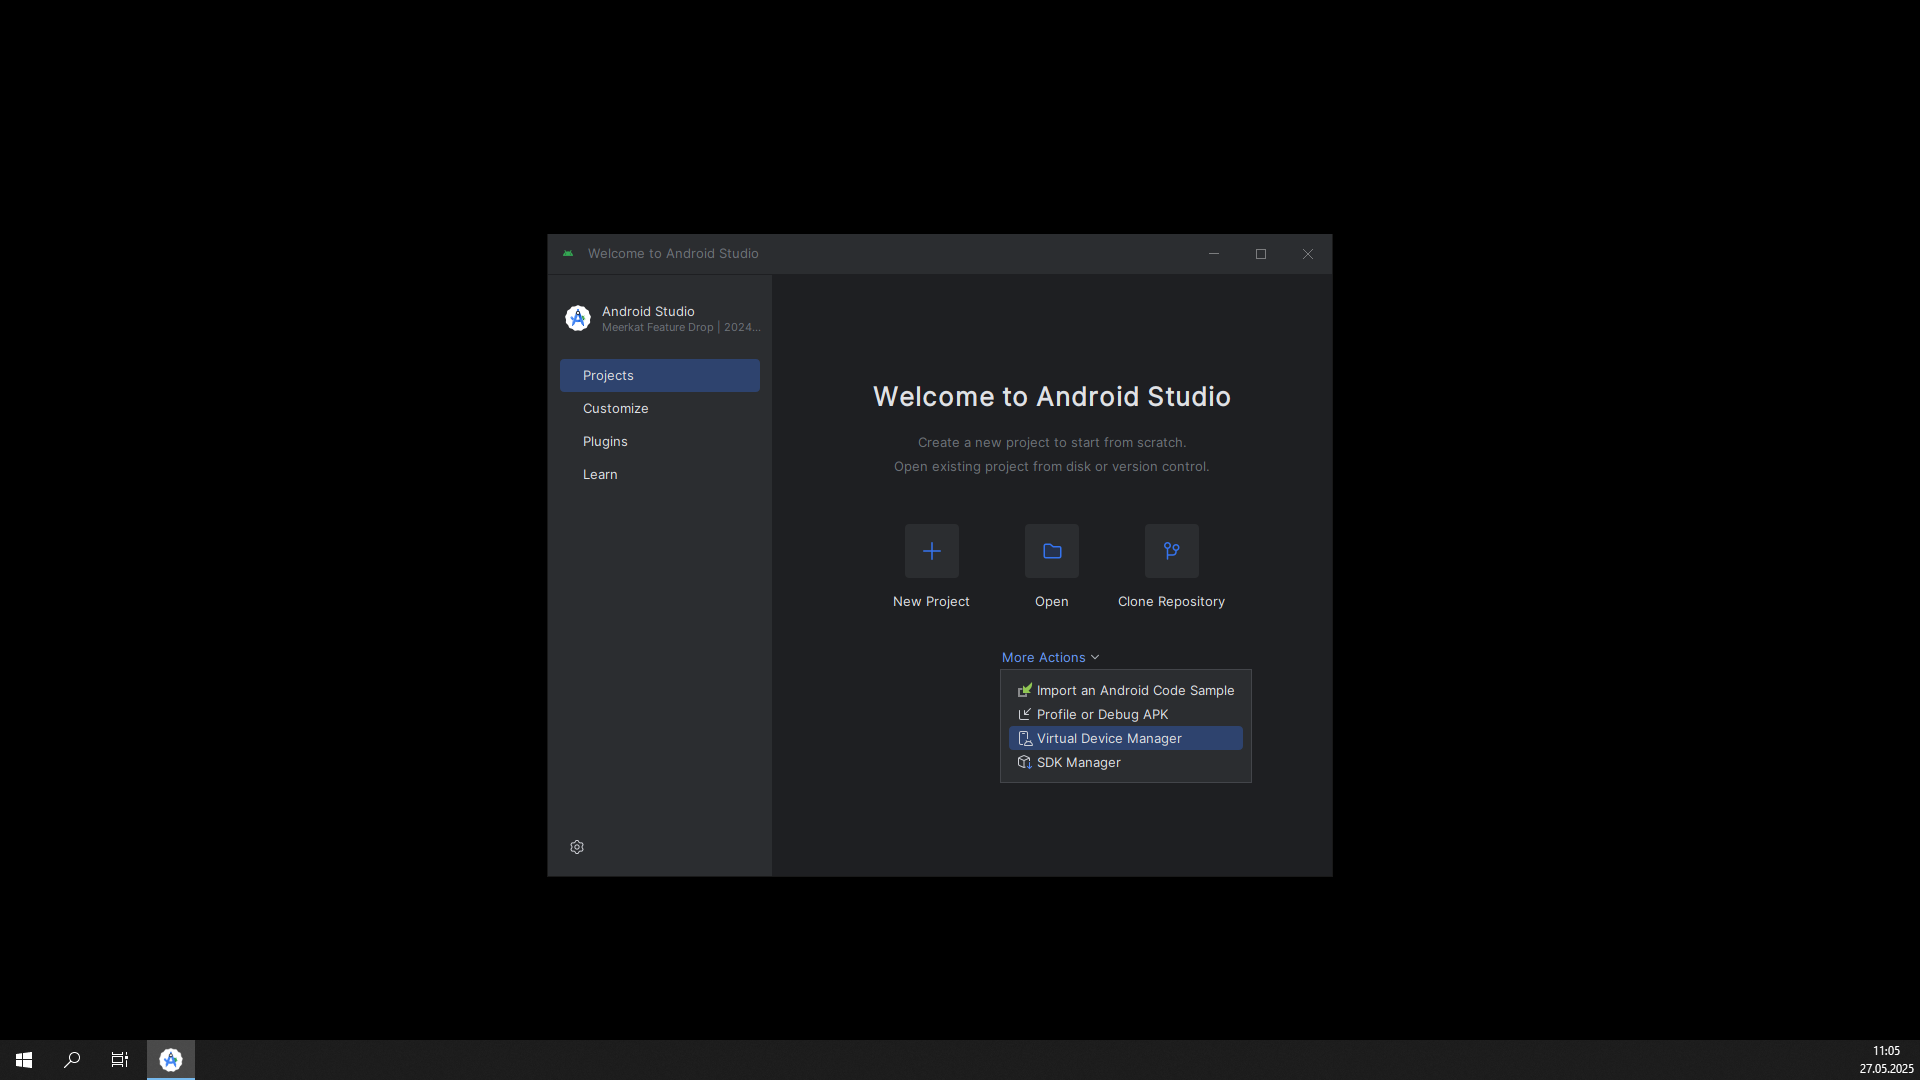 Welcome to Android Studio
Android Studio
Meerkat Feature Drop | 2024...
Projects
Customize
Plugins
Learn
Welcome to Android Studio
Create a new project to start from scratch.
Open existing project from disk or version control.
New Project
Open
Clone Repository
More Actions
Import an Android Code Sample
Profile or Debug APK
Virtual Device Manager
SDK Manager
11:05
27.05.2025